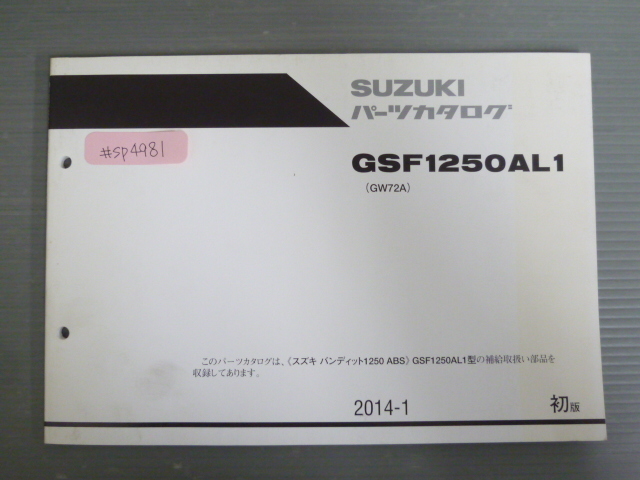 SUZUKI
パーツカタログ
#sp4981
GSF1250AL1
(GW72A)
このパーツカタログは、《スズキ バンディット1250 ABS》GSF1250AL1型の補給取扱い部品を
収録してあります。
2014-1 初版